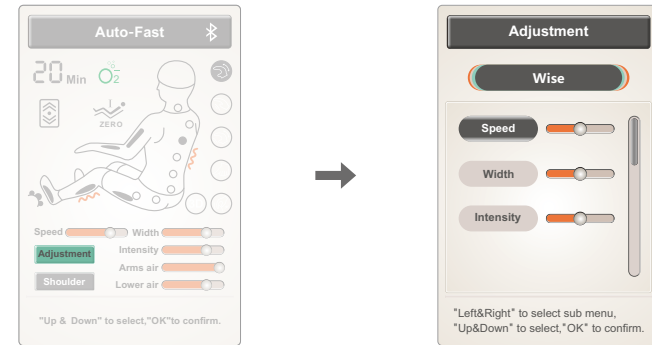 Auto-Fast
20 Min O2
ZERO
Speed Width
Adjustment Intensity
Arms air
Shoulder Lower air
"Up & Down" to select,"OK"to confirm.
Adjustment
Wise
Speed
Width
Intensity
"Left&Right" to select sub menu,
"Up&Down" to select,"OK" to confirm.